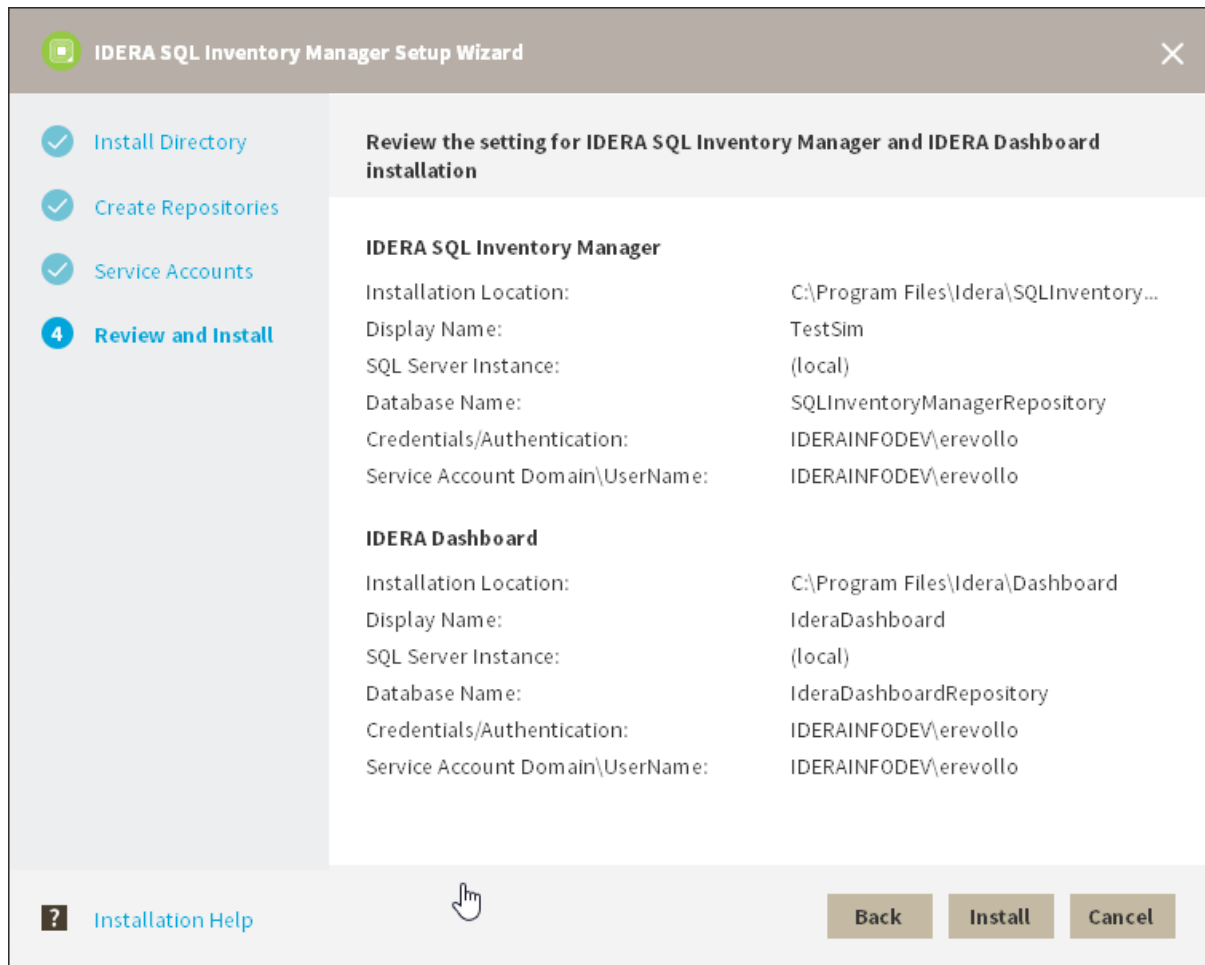 IDERA SQL Inventory Manager Setup Wizard
Install Directory
Create Repositories
Service Accounts
4 Review and Install
Review the setting for IDERA SQL Inventory Manager and IDERA Dashboard
installation
IDERA SQL Inventory Manager
Installation Location: C:\Program Files\Idera\SQLInventory...
Display Name: TestSim
SQL Server Instance: (local)
Database Name: SQLInventoryManagerRepository
Credentials/Authentication: IDERAINFODEV\erevollo
Service Account Domain\UserName: IDERAINFODEV\erevollo
IDERA Dashboard
Installation Location: C:\Program Files\Idera\Dashboard
Display Name: IderaDashboard
SQL Server Instance: (local)
Database Name: IderaDashboardRepository
Credentials/Authentication: IDERAINFODEV\erevollo
Service Account Domain\UserName: IDERAINFODEV\erevollo
? Installation Help
Back Install Cancel